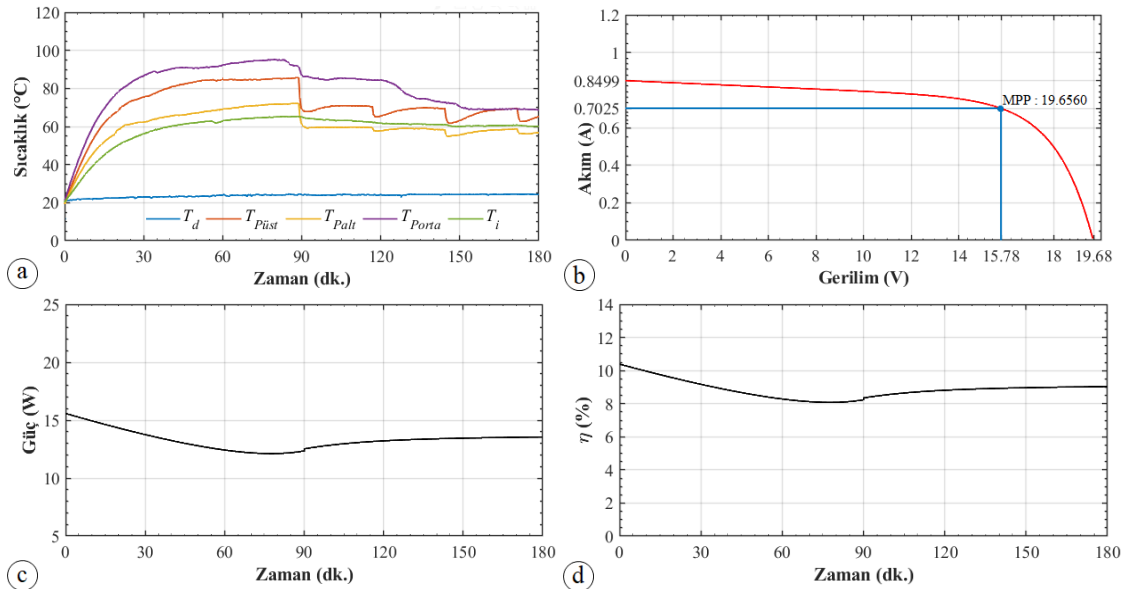 120
100
80
60
40
20
0
Sıcaklık (°C)
T_d T_Püst T_Palt T_Porta T_i
0 30 60 90 120 150 180
Zaman (dk.)
a
1.2
1
0.8499
0.7025
0.6
0.4
0.2
0
Akım (A)
MPP : 19.6560
0 2 4 6 8 10 12 14 15.78 18 19.68
Gerilim (V)
b
25
20
15
10
5
Güç (W)
0 30 60 90 120 150 180
Zaman (dk.)
c
14
12
10
8
6
4
2
0
η (%)
0 30 60 90 120 150 180
Zaman (dk.)
d